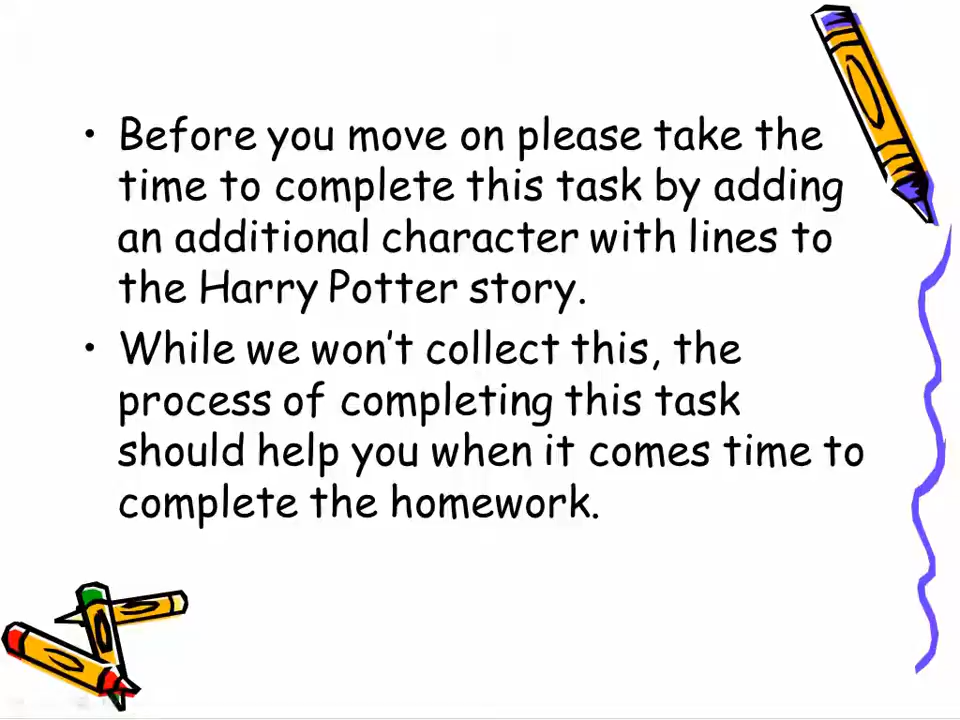 • Before you move on please take the
time to complete this task by adding
an additional character with lines to
the Harry Potter story.
• While we won't collect this, the
process of completing this task
should help you when it comes time to
complete the homework.